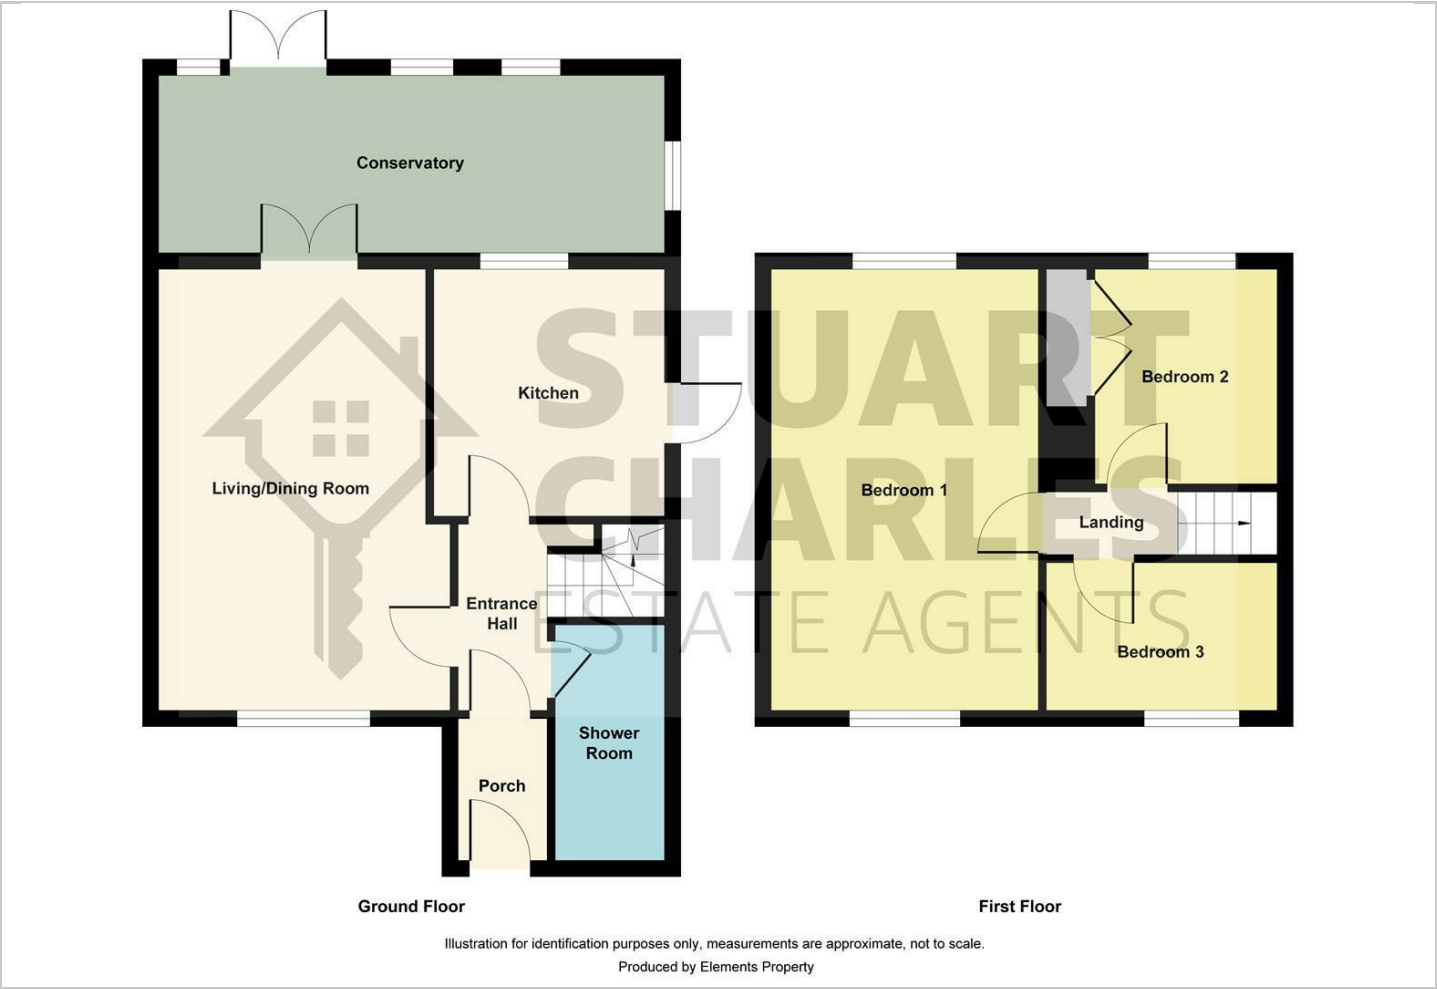 Conservatory
STUART
CHARLES
ESTATE AGENTS
Kitchen
Living/Dining Room
Entrance
Hall
Shower
Room
Porch
Bedroom 1
Bedroom 2
Landing
Bedroom 3
Ground Floor
First Floor
Illustration for identification purposes only, measurements are approximate, not to scale.
Produced by Elements Property